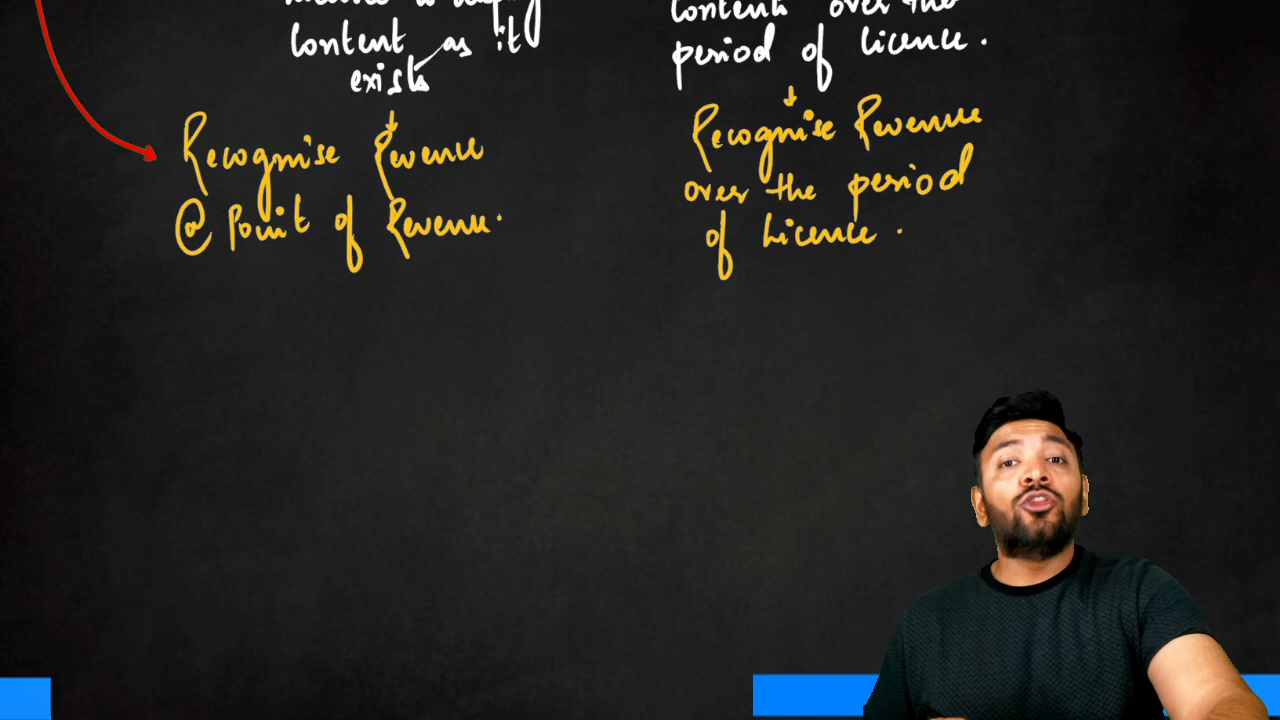 content as it
exists
Recognise Revenue
@ Point of Revenue.
contents over the
period of Licence.
Recognise Revenue
over the period
of Licence.